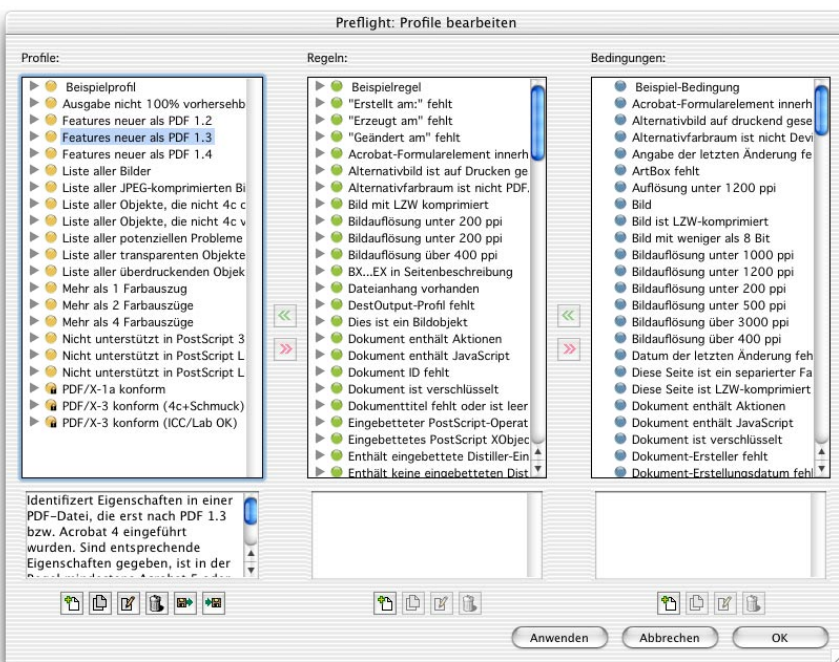 Preflight: Profile bearbeiten
Profile:
Beispielprofil
Ausgabe nicht 100% vorhersehb
Features neuer als PDF 1.2
Features neuer als PDF 1.3
Features neuer als PDF 1.4
Liste aller Bilder
Liste aller JPEG-komprimierten Bi
Liste aller Objekte, die nicht 4c c
Liste aller Objekte, die nicht 4c v
Liste aller potenziellen Probleme
Liste aller transparenten Objekte
Liste aller überdruckenden Objek
Mehr als 1 Farbauszug
Mehr als 2 Farbauszüge
Mehr als 4 Farbauszüge
Nicht unterstützt in PostScript 3
Nicht unterstützt in PostScript L
Nicht unterstützt in PostScript L
PDF/X-1a konform
PDF/X-3 konform (4c+Schmuck)
PDF/X-3 konform (ICC/Lab OK)
Identifizert Eigenschaften in einer
PDF-Datei, die erst nach PDF 1.3
bzw. Acrobat 4 eingeführt
wurden. Sind entsprechende
Eigenschaften gegeben, ist in der
Regel mindestens Acrobat 5 oder
Regeln:
Beispielregel
"Erstellt am:" fehlt
"Erzeugt am" fehlt
"Geändert am" fehlt
Acrobat-Formularelement innerh
Alternativbild ist auf Drucken ge
Alternativfarbraum ist nicht PDF.
Bild mit LZW komprimiert
Bildauflösung unter 200 ppi
Bildauflösung unter 200 ppi
Bildauflösung über 400 ppi
BX...EX in Seitenbeschreibung
Dateianhang vorhanden
DestOutput-Profil fehlt
Dies ist ein Bildobjekt
Dokument enthält Aktionen
Dokument enthält JavaScript
Dokument ID fehlt
Dokument ist verschlüsselt
Dokumenttitel fehlt oder ist leer
Eingebetteter PostScript-Operat
Eingebettetes PostScript XObjec
Enthält eingebettete Distiller-Ein
Enthält keine eingebetteten Dist
Bedingungen:
Beispiel-Bedingung
Acrobat-Formularelement innerh
Alternativbild auf druckend gese
Alternativfarbraum ist nicht Devi
Angabe der letzten Änderung fe
ArtBox fehlt
Auflösung unter 1200 ppi
Bild
Bild ist LZW-komprimiert
Bild mit weniger als 8 Bit
Bildauflösung unter 1000 ppi
Bildauflösung unter 1200 ppi
Bildauflösung unter 200 ppi
Bildauflösung unter 500 ppi
Bildauflösung über 3000 ppi
Bildauflösung über 400 ppi
Datum der letzten Änderung feh
Diese Seite ist ein separierter Fa
Diese Seite ist LZW-komprimiert
Dokument enthält Aktionen
Dokument enthält JavaScript
Dokument ist verschlüsselt
Dokument-Ersteller fehlt
Dokument-Erstellungsdatum fehl
Anwenden
Abbrechen
OK